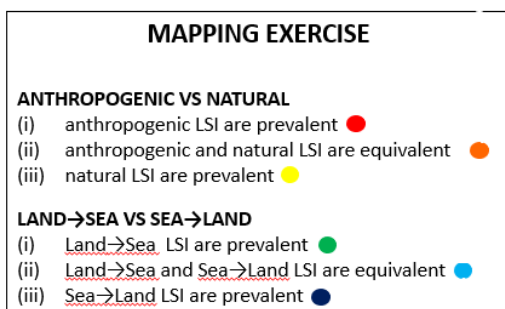 MAPPING EXERCISE
ANTHROPOGENIC VS NATURAL
(i) anthropogenic LSI are prevalent
(ii) anthropogenic and natural LSI are equivalent
(iii) natural LSI are prevalent
LAND→SEA VS SEA→LAND
(i) Land→Sea LSI are prevalent
(ii) Land→Sea and Sea→Land LSI are equivalent
(iii) Sea→Land LSI are prevalent